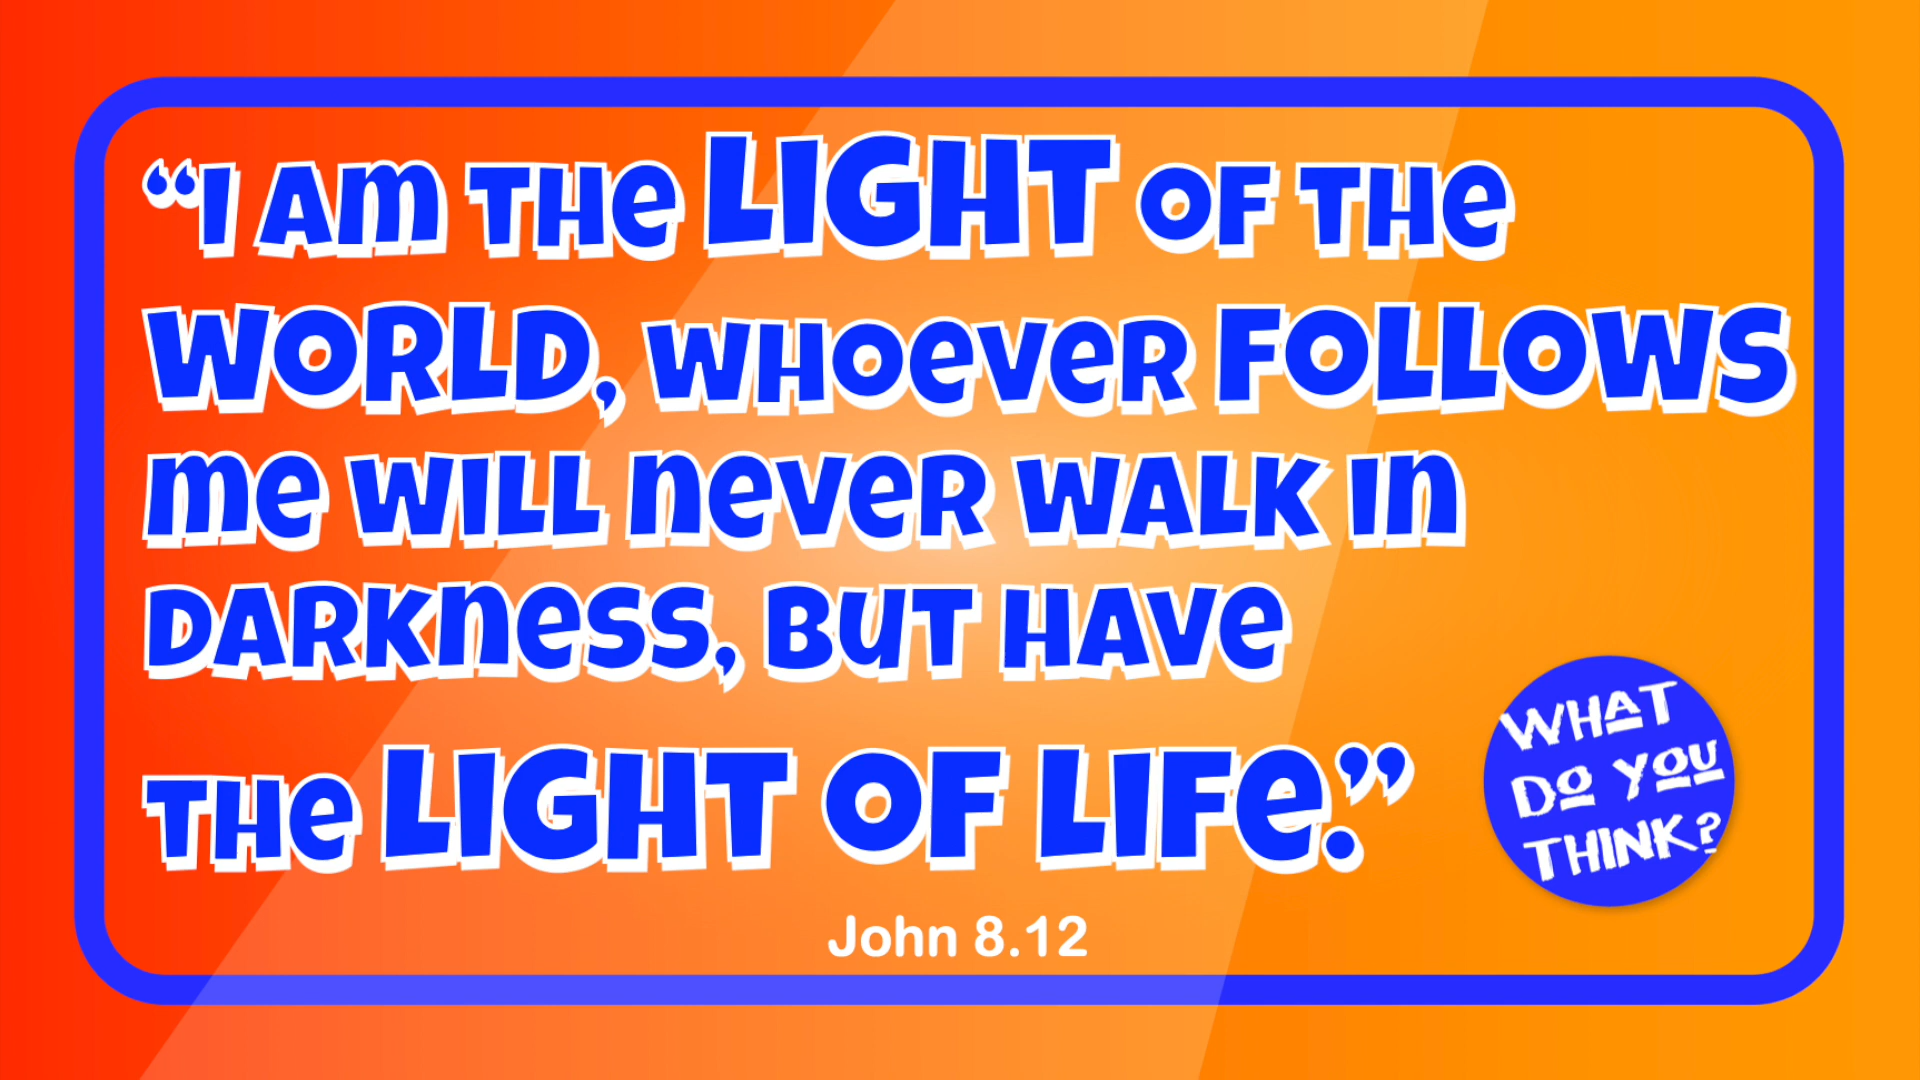 “I AM THE LIGHT OF THE
WORLD, WHOEVER FOLLOWS
ME WILL NEVER WALK IN
DARKNESS, BUT HAVE
THE LIGHT OF LIFE.”
WHAT
DO YOU
THINK?
John 8.12